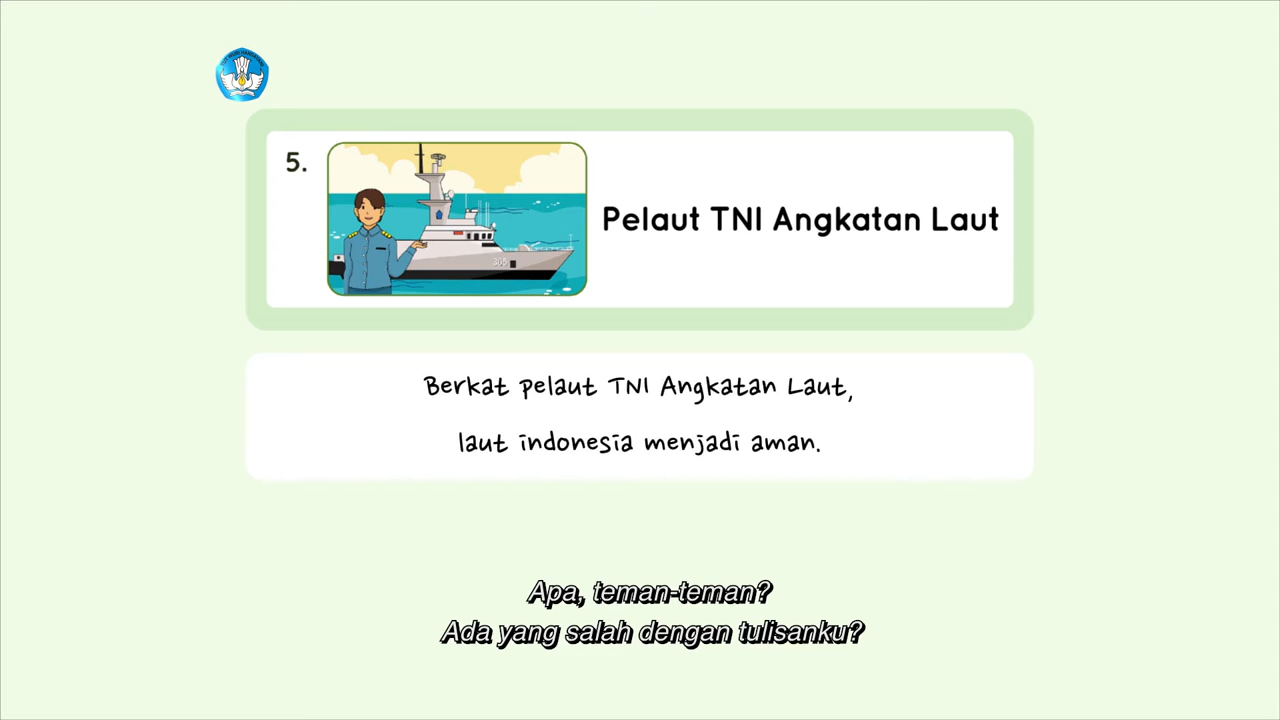 5.
Pelaut TNI Angkatan Laut
305
Berkat pelaut TNI Angkatan Laut,
laut indonesia menjadi aman.
Apa, teman-teman?
Ada yang salah dengan tulisanku?